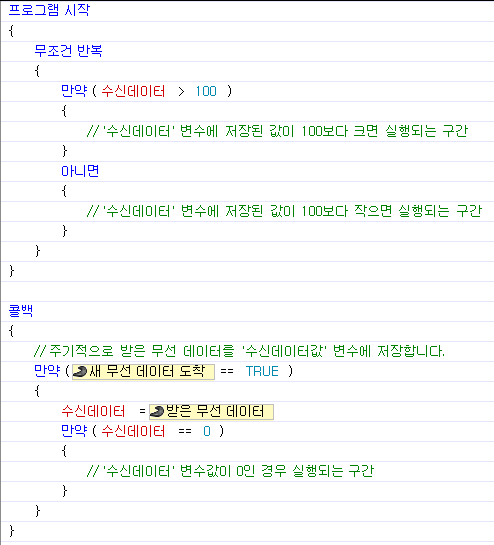 프로그램 시작
{
무조건 반복
{
만약 ( 수신데이터 > 100 )
{
// '수신데이터' 변수에 저장된 값이 100보다 크면 실행되는 구간
}
아니면
{
// '수신데이터' 변수에 저장된 값이 100보다 작으면 실행되는 구간
}
}
}
콜백
{
// 주기적으로 받은 무선 데이터를 '수신데이터값' 변수에 저장합니다.
만약 ( 새 무선 데이터 도착 == TRUE )
{
수신데이터 = 받은 무선 데이터
만약 ( 수신데이터 == 0 )
{
// '수신데이터' 변수값이 0인 경우 실행되는 구간
}
}
}